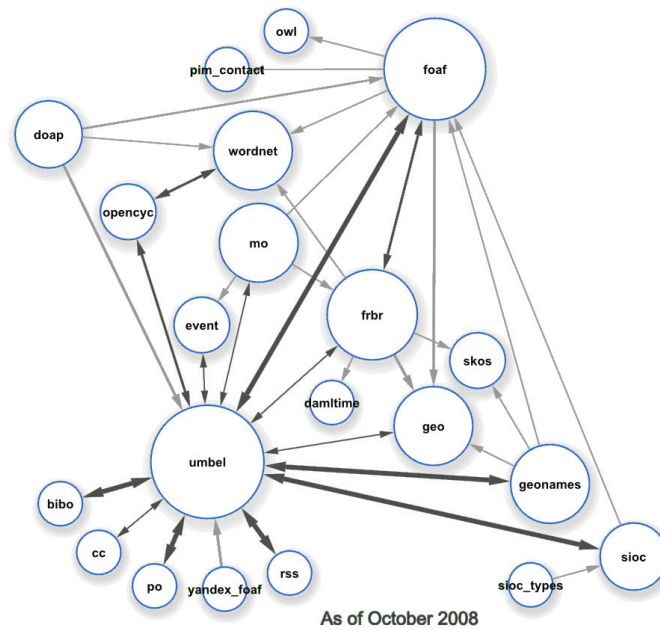 owl
pim_contact
foaf
doap
wordnet
opencyc
mo
event
frbr
skos
damltime
geo
umbel
geonames
bibo
cc
po
yandex_foaf
rss
sioc_types
sioc
As of October 2008